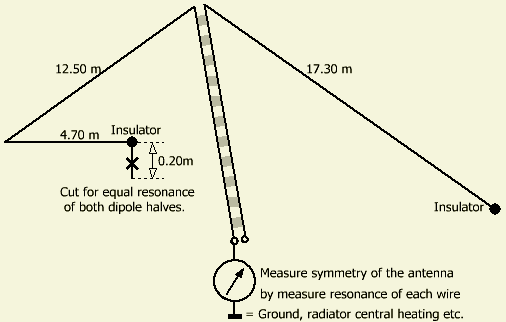 12.50 m
17.30 m
4.70 m
Insulator
0.20m
Cut for equal resonance
of both dipole halves.
Insulator
Measure symmetry of the antenna
by measure resonance of each wire
= Ground, radiator central heating etc.